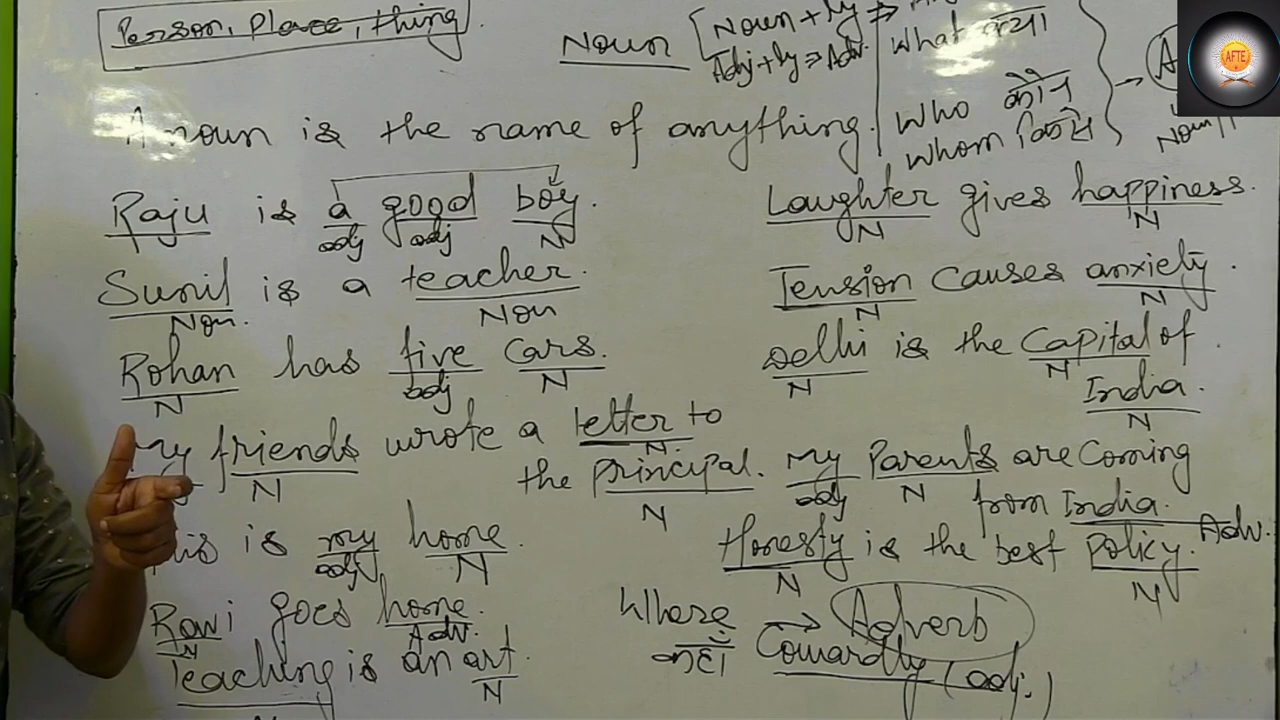 Person, Place, thing
Noun
Noun + ly ⇒
Adj + ly ⇒ Adv.
What क्या
Who कौन
Whom किसे
Noun
AFTE
A noun is the name of anything.
Raju is a good boy.
adj adj N
Sunil is a teacher.
Noun. Noun
Rohan has five cars.
N adj N
My friends wrote a letter to
N N
the principal.
N
is my home.
adj N
Rawi goes home.
N Adv.
Teaching is an art.
N
Laughter gives happiness.
N N
Tension causes anxiety.
N N
Delhi is the capital of
N N
India.
N
My Parents are coming
adj N
from India.
Adv.
Honesty is the best policy.
N N
Where → Adverb
कहाँ
Cowardly (adj.)